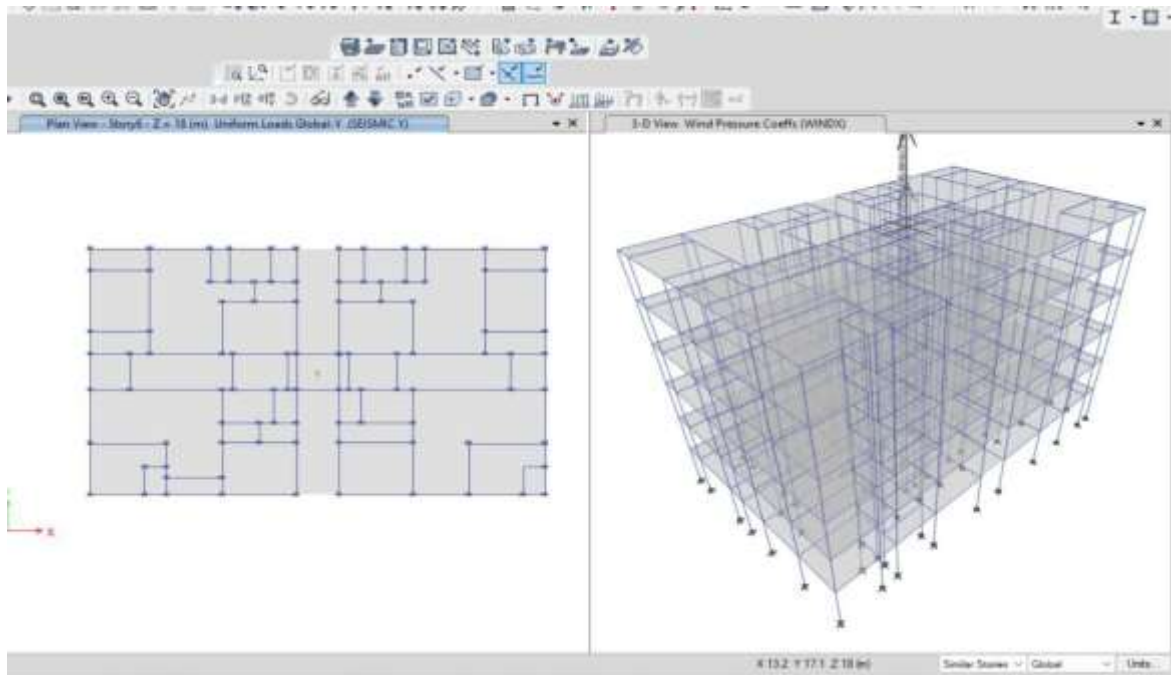 Plan View - Story6 - Z = 18 (m) Uniform Loads Global Y (SEISMIC Y)
3-D View Wind Pressure Coeffs (WINDX)
X
X 13.2 Y 17.1 Z 18 (m)
Similar Stories
Global
Units...